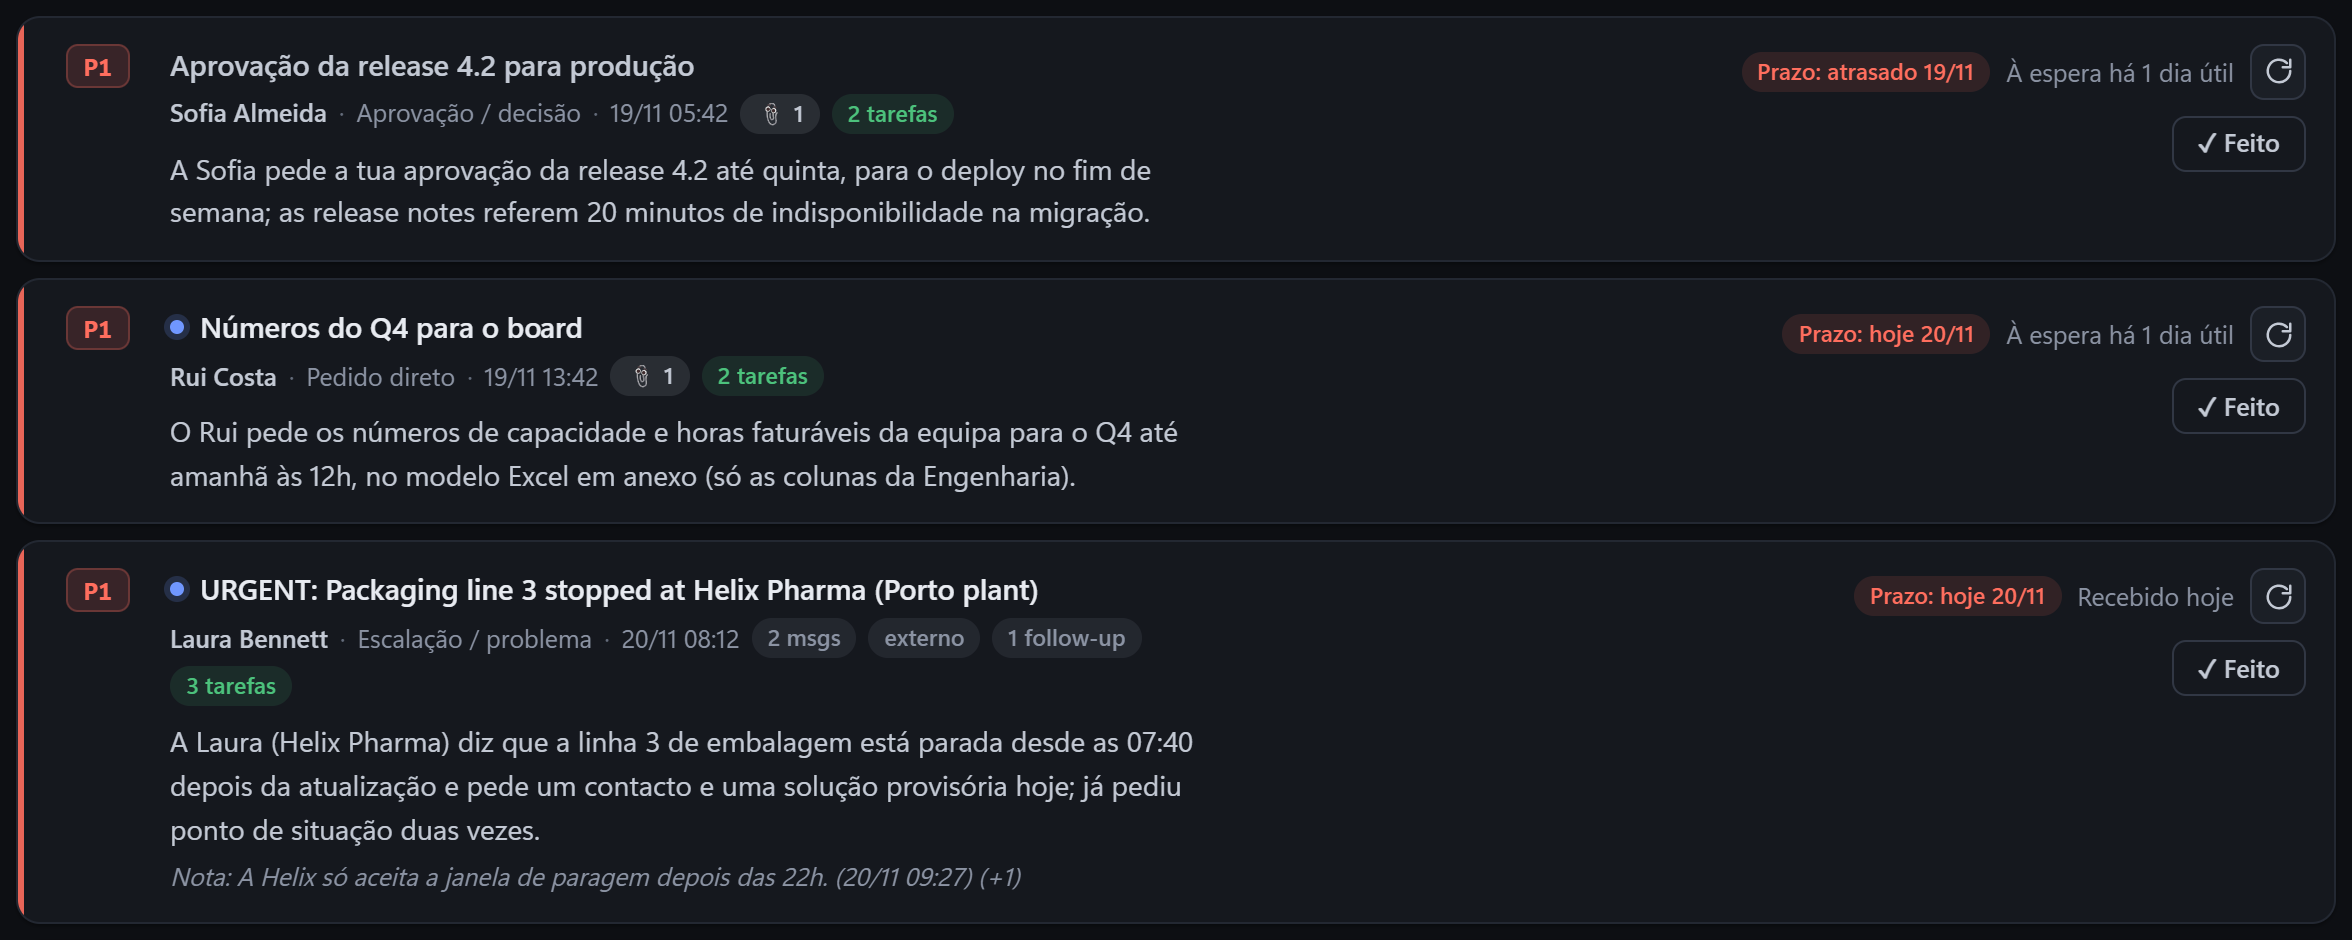 P1 Aprovação da release 4.2 para produção Prazo: atrasado 19/11 À espera há 1 dia útil
Sofia Almeida · Aprovação / decisão · 19/11 05:42 1 2 tarefas
✓ Feito
A Sofia pede a tua aprovação da release 4.2 até quinta, para o deploy no fim de
semana; as release notes referem 20 minutos de indisponibilidade na migração.
P1 Números do Q4 para o board Prazo: hoje 20/11 À espera há 1 dia útil
Rui Costa · Pedido direto · 19/11 13:42 1 2 tarefas
✓ Feito
O Rui pede os números de capacidade e horas faturáveis da equipa para o Q4 até
amanhã às 12h, no modelo Excel em anexo (só as colunas da Engenharia).
P1 URGENT: Packaging line 3 stopped at Helix Pharma (Porto plant) Prazo: hoje 20/11 Recebido hoje
Laura Bennett · Escalação / problema · 20/11 08:12 2 msgs externo 1 follow-up
✓ Feito
3 tarefas
A Laura (Helix Pharma) diz que a linha 3 de embalagem está parada desde as 07:40
depois da atualização e pede um contacto e uma solução provisória hoje; já pediu
ponto de situação duas vezes.
Nota: A Helix só aceita a janela de paragem depois das 22h. (20/11 09:27) (+1)